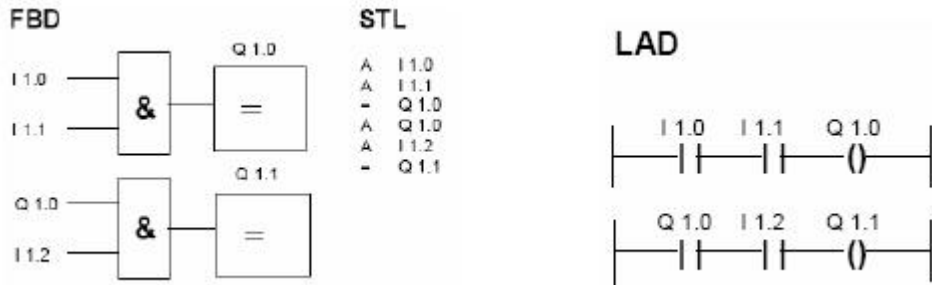 FBD
Q 1.0
I 1.0
&
=
I 1.1
Q 1.1
Q 1.0
&
=
I 1.2
STL
A I 1.0
A I 1.1
= Q 1.0
A Q 1.0
A I 1.2
= Q 1.1
LAD
I 1.0 I 1.1 Q 1.0
Q 1.0 I 1.2 Q 1.1